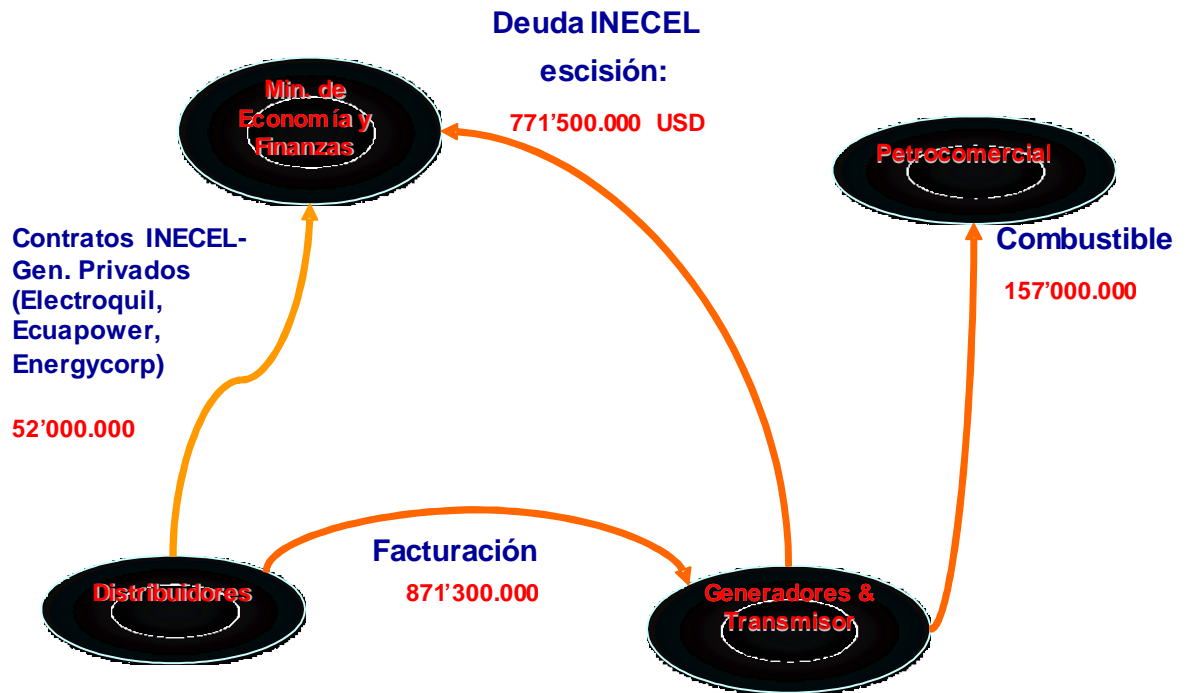 Deuda INECEL
escisión:
771’500.000 USD
Min. de
Economía y
Finanzas
Petrocomercial
Contratos INECEL-
Gen. Privados
(Electroquil,
Ecuapower,
Energycorp)
52’000.000
Combustible
157’000.000
Facturación
871’300.000
Distribuidores
Generadores &
Transmisor